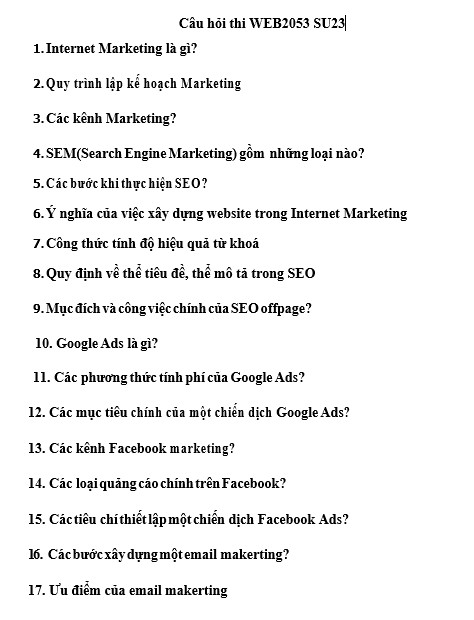 Câu hỏi thi WEB2053 SU23
1. Internet Marketing là gì?
2. Quy trình lập kế hoạch Marketing
3. Các kênh Marketing?
4. SEM(Search Engine Marketing) gồm những loại nào?
5. Các bước khi thực hiện SEO?
6. Ý nghĩa của việc xây dựng website trong Internet Marketing
7. Công thức tính độ hiệu quả từ khoá
8. Quy định về thẻ tiêu đề, thẻ mô tả trong SEO
9. Mục đích và công việc chính của SEO offpage?
10. Google Ads là gì?
11. Các phương thức tính phí của Google Ads?
12. Các mục tiêu chính của một chiến dịch Google Ads?
13. Các kênh Facebook marketing?
14. Các loại quảng cáo chính trên Facebook?
15. Các tiêu chí thiết lập một chiến dịch Facebook Ads?
16. Các bước xây dựng một email makerting?
17. Ưu điểm của email makerting